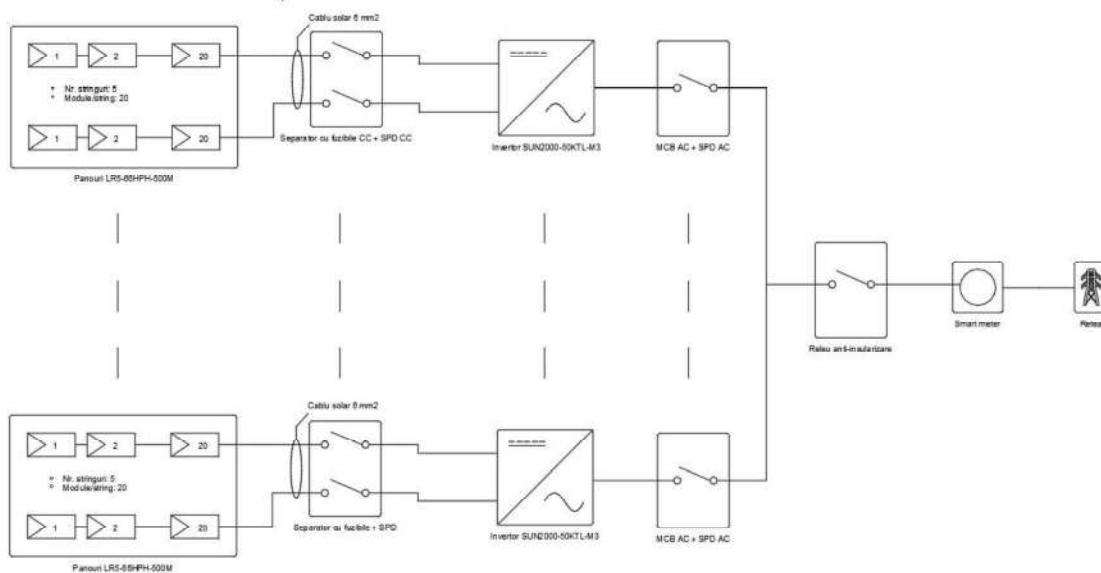 Cablu solar 6 mm2
1
2
20
Nr. stringuri: 5
Module/string: 20
1
2
20
Panouri LR5-66HPH-500M
Separator cu fuzibile CC + SPD CC
Invertor SUN2000-50KTL-M3
MCB AC + SPD AC
Releu anti-insularizare
Smart meter
Retea
Cablu solar 6 mm2
1
2
20
Nr. stringuri: 5
Module/string: 20
1
2
20
Panouri LR5-66HPH-500M
Separator cu fuzibile + SPD
Invertor SUN2000-50KTL-M3
MCB AC + SPD AC